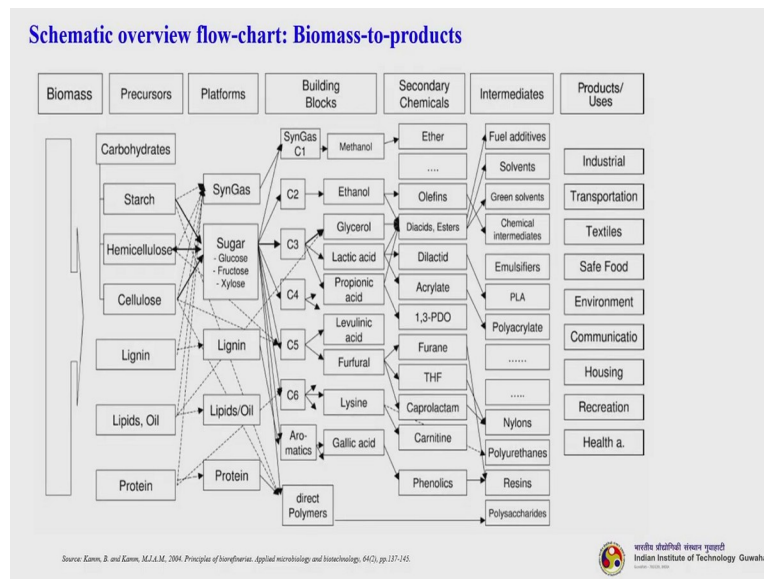 Schematic overview flow-chart: Biomass-to-products
Biomass
Precursors
Platforms
Building
Blocks
Secondary
Chemicals
Intermediates
Products/
Uses
Carbohydrates
Starch
Hemicellulose
Cellulose
Lignin
Lipids, Oil
Protein
SynGas
Sugar
- Glucose
- Fructose
- Xylose
Lignin
Lipids/Oil
Protein
SynGas
C1
C2
C3
C4
C5
C6
Aro-
matics
direct
Polymers
Methanol
Ethanol
Glycerol
Lactic acid
Propionic
acid
Levulinic
acid
Furfural
Lysine
Gallic acid
Ether
....
Olefins
Diacids, Esters
Dilactid
Acrylate
1,3-PDO
Furane
THF
Caprolactam
Carnitine
Phenolics
Fuel additives
Solvents
Green solvents
Chemical
intermediates
Emulsifiers
PLA
Polyacrylate
......
.....
Nylons
Polyurethanes
Resins
Polysaccharides
Industrial
Transportation
Textiles
Safe Food
Environment
Communicatio
Housing
Recreation
Health a.
Source: Kamm, B. and Kamm, M.J.A.M., 2004. Principles of biorefineries. Applied microbiology and biotechnology, 64(2), pp.137-145.
भारतीय प्रौद्योगिकी संस्थान गुवाहाटी
Indian Institute of Technology Guwaha